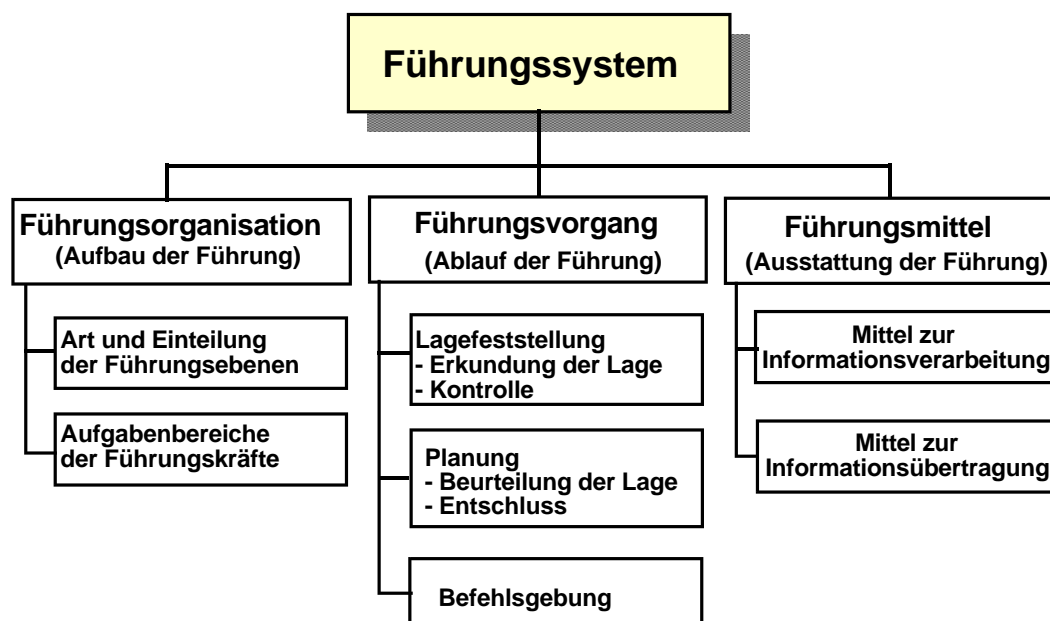 Führungssystem
Führungsorganisation
(Aufbau der Führung)
Art und Einteilung
der Führungsebenen
Aufgabenbereiche
der Führungskräfte
Führungsvorgang
(Ablauf der Führung)
Lagefeststellung
- Erkundung der Lage
- Kontrolle
Planung
- Beurteilung der Lage
- Entschluss
Befehlsgebung
Führungsmittel
(Ausstattung der Führung)
Mittel zur
Informationsverarbeitung
Mittel zur
Informationsübertragung